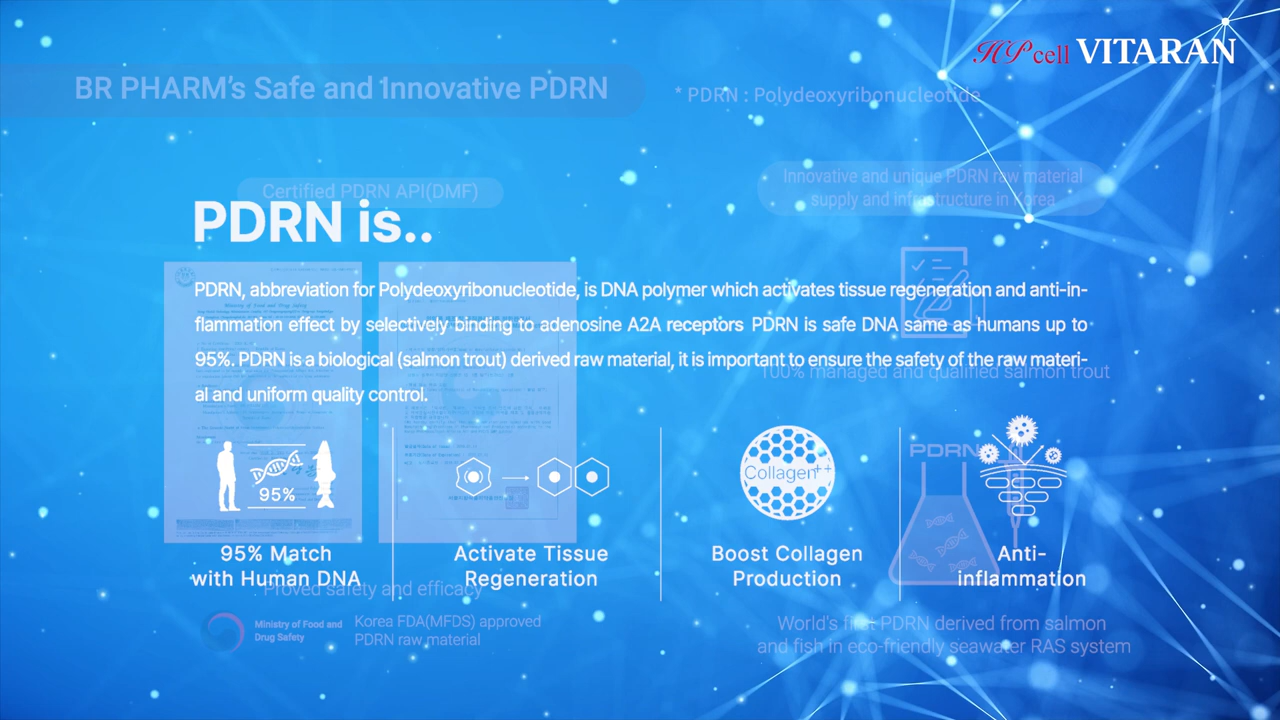 HP cell VITARAN
BR PHARM's Safe and Innovative PDRN
* PDRN : Polydeoxyribonucleotide
Certified PDRN API(DMF)
Innovative and unique PDRN raw material
supply and infrastructure in Korea
PDRN is..
PDRN, abbreviation for Polydeoxyribonucleotide, is DNA polymer which activates tissue regeneration and anti-in-
flammation effect by selectively binding to adenosine A2A receptors PDRN is safe DNA same as humans up to
95%. PDRN is a biological (salmon trout) derived raw material, it is important to ensure the safety of the raw materi-
al and uniform quality control.
100% managed and qualified salmon trout
Ministry of Food and Drug Safety
95%
Collagen++
PDRN
95% Match
with Human DNA
Activate Tissue
Regeneration
Boost Collagen
Production
Anti-
inflammation
Proved safety and efficacy
Ministry of Food and
Drug Safety
Korea FDA(MFDS) approved
PDRN raw material
World's first PDRN derived from salmon
and fish in eco-friendly seawater RAS system